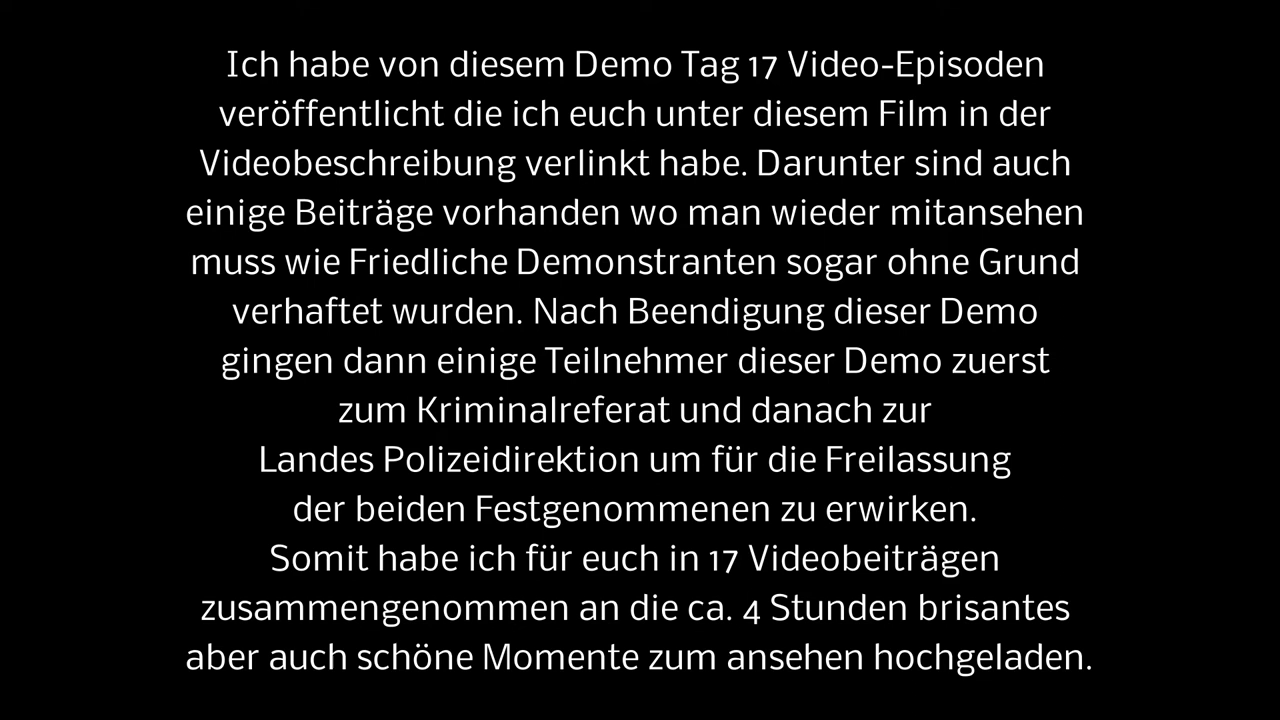 Ich habe von diesem Demo Tag 17 Video-Episoden
veröffentlicht die ich euch unter diesem Film in der
Videobeschreibung verlinkt habe. Darunter sind auch
einige Beiträge vorhanden wo man wieder mitansehen
muss wie Friedliche Demonstranten sogar ohne Grund
verhaftet wurden. Nach Beendigung dieser Demo
gingen dann einige Teilnehmer dieser Demo zuerst
zum Kriminalreferat und danach zur
Landes Polizeidirektion um für die Freilassung
der beiden Festgenommenen zu erwirken.
Somit habe ich für euch in 17 Videobeiträgen
zusammengenommen an die ca. 4 Stunden brisantes
aber auch schöne Momente zum ansehen hochgeladen.